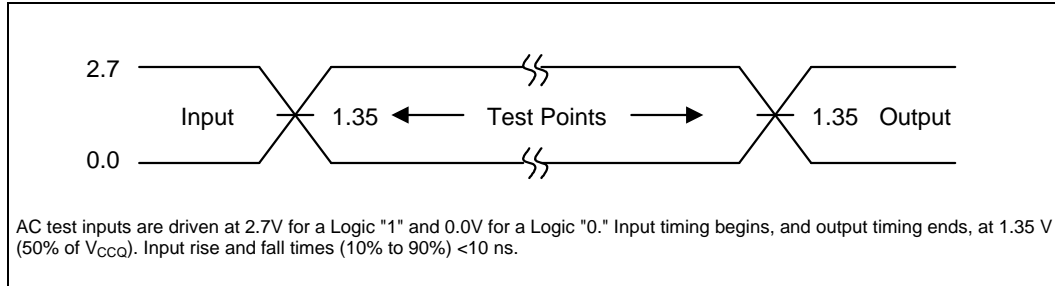 2.7
Input 1.35 Test Points 1.35 Output
0.0
AC test inputs are driven at 2.7V for a Logic "1" and 0.0V for a Logic "0." Input timing begins, and output timing ends, at 1.35 V
(50% of VCCQ). Input rise and fall times (10% to 90%) <10 ns.